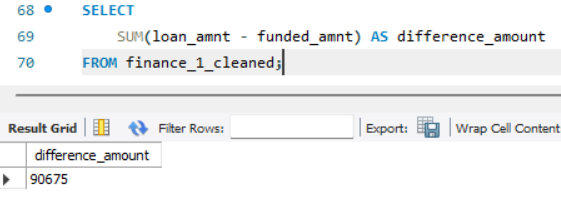 68 SELECT
69 SUM(loan_amnt - funded_amnt) AS difference_amount
70 FROM finance_1_cleaned;
Result Grid Filter Rows: Export: Wrap Cell Content
difference_amount
90675